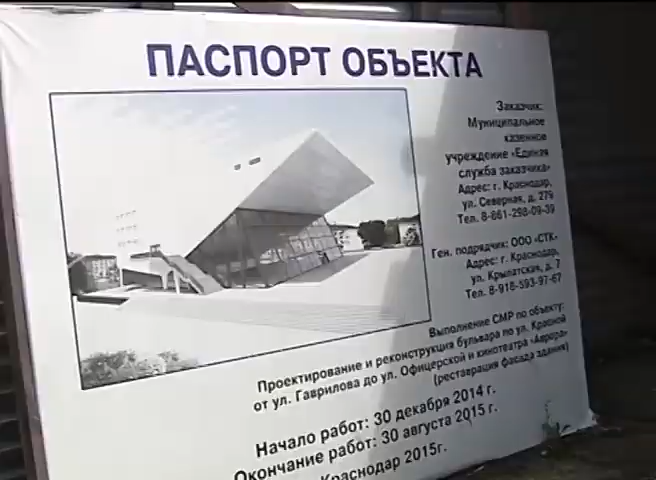 ПАСПОРТ ОБЪЕКТА
Заказчик:
Муниципальное
казенное
учреждение «Единая
служба заказчика»
Адрес: г. Краснодар,
ул. Северная, д. 279
Тел. 8-861-298-09-39
Ген. подрядчик: ООО «СТК»
Адрес: г. Краснодар,
ул. Крылатская, д. 7
Тел. 8-918-593-97-67
Выполнение СМР по объекту:
Проектирование и реконструкция бульвара по ул. Красной
от ул. Гаврилова до ул. Офицерской и кинотеатра «Аврора»
(реставрация фасада здания)
Начало работ: 30 декабря 2014 г.
Окончание работ: 30 августа 2015 г.
Краснодар 2015г.